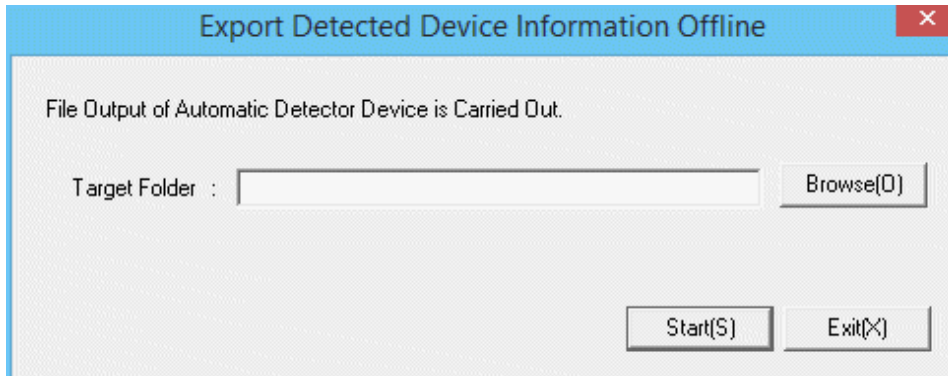 Export Detected Device Information Offline
File Output of Automatic Detector Device is Carried Out.
Target Folder : Browse(O)
Start(S) Exit(X)